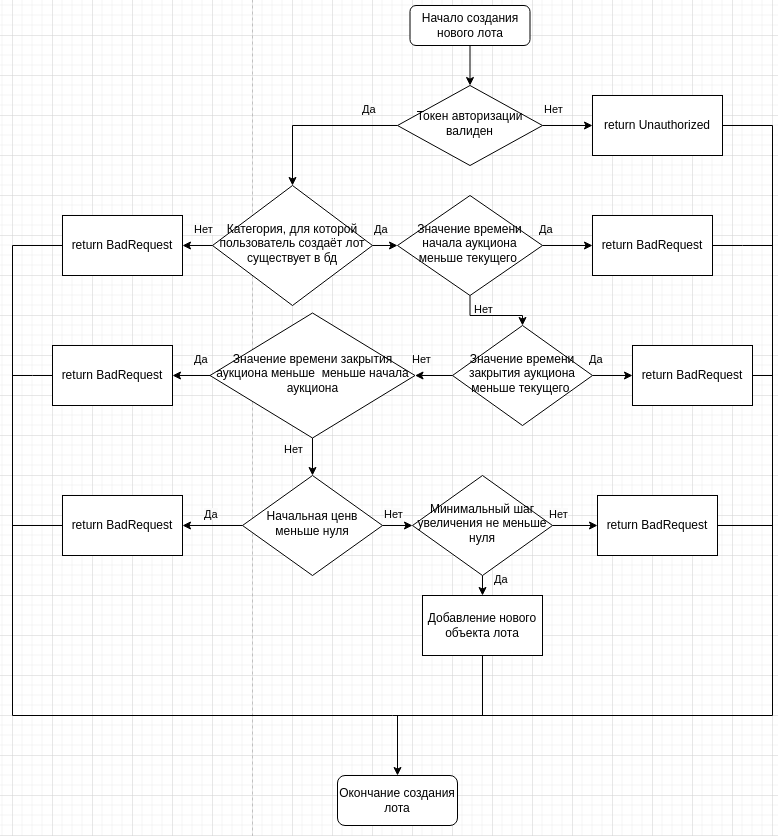 Начало создания
нового лота
Да
Токен авторизации
валиден
Нет
return Unauthorized
return BadRequest
Нет
Категория, для которой
пользователь создаёт лот
существует в бд
Да
Значение времени
начала аукциона
меньше текущего
Да
return BadRequest
Нет
return BadRequest
Да
Значение времени закрытия
аукциона меньше меньше начала
аукциона
Нет
Значение времени
закрытия аукциона
меньше текущего
Да
return BadRequest
Нет
return BadRequest
Да
Начальная ценв
меньше нуля
Нет
Минимальный шаг
увеличения не меньше
нуля
Нет
return BadRequest
Да
Добавление нового
объекта лота
Окончание создания
лота